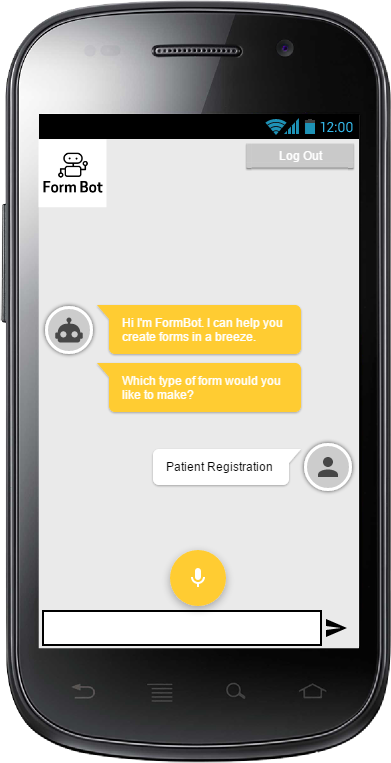 12:00
Log Out
Form Bot
Hi I'm FormBot. I can help you
create forms in a breeze.
Which type of form would you
like to make?
Patient Registration